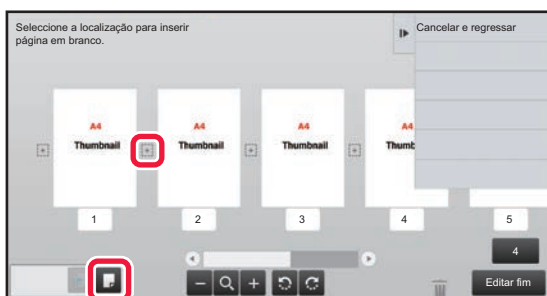 Seleccione a localização para inserir
página em branco.
Cancelar e regressar
A4
Thumbnail
A4
Thumbnail
A4
Thumbnail
A4
Thumb
1
2
3
4
5
4
Editar fim